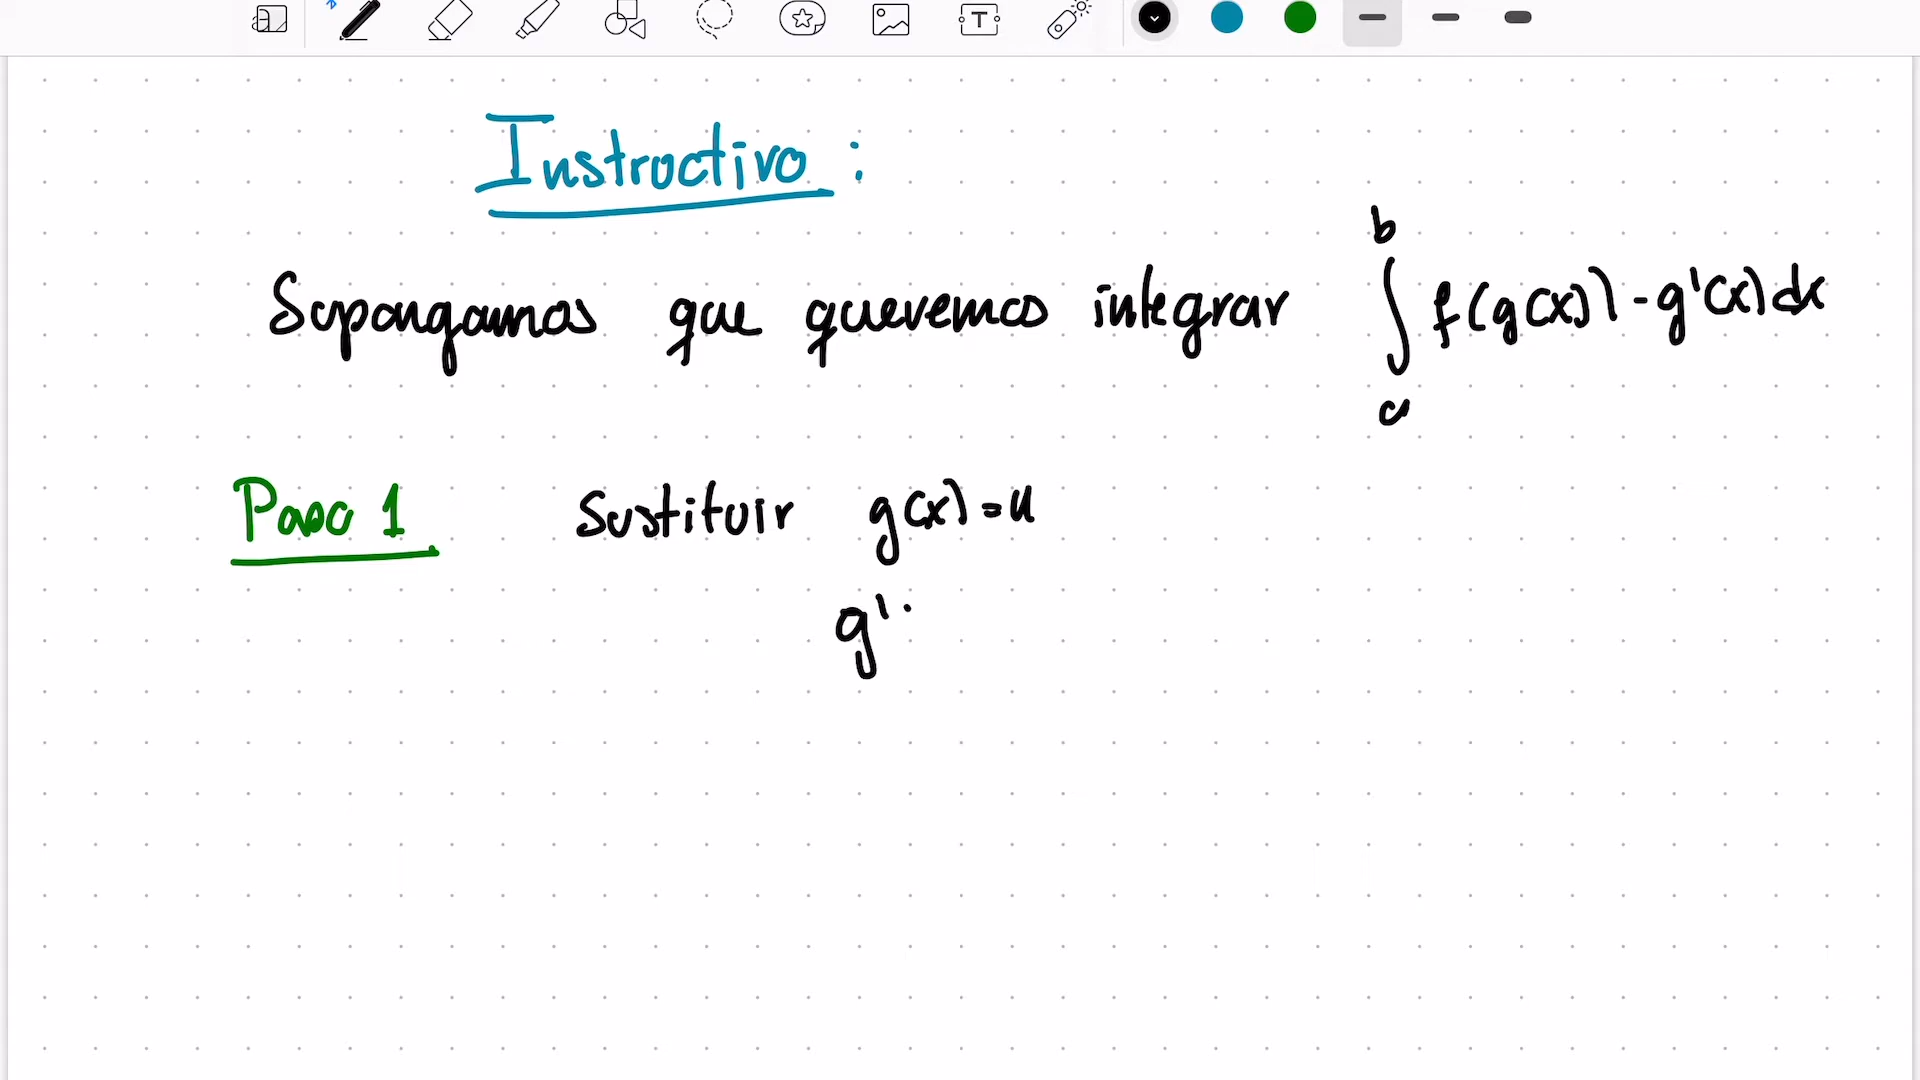 Instructivo :
Supongamos que queremos integrar ∫_a^b f(g(x)) - g'(x) dx
Paso 1 Sustituir g(x) = u
g'